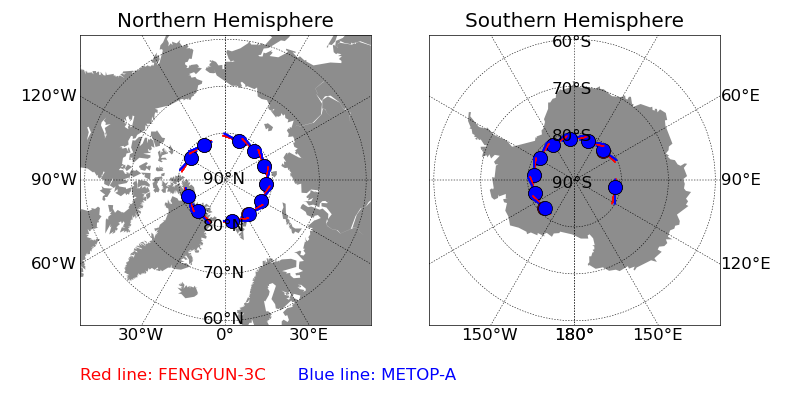 Northern Hemisphere Southern Hemisphere
60°S
120°W 70°S 60°E
80°S
90°W 90°N 90°S 90°E
80°N
60°W 70°N 120°E
60°N
30°W 0° 30°E 150°W 180° 150°E
Red line: FENGYUN-3C Blue line: METOP-A